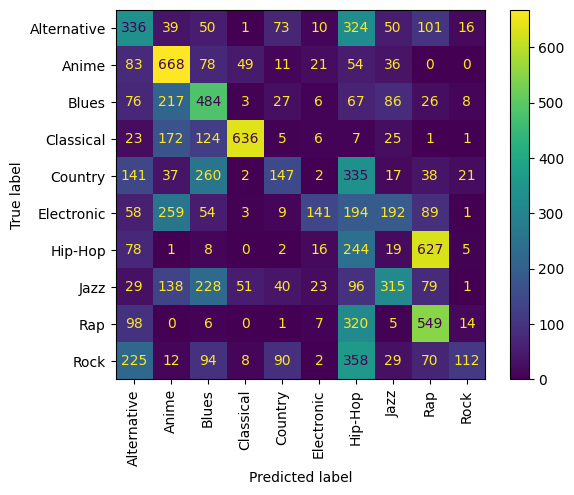 Alternative 336 39 50 1 73 10 324 50 101 16
Anime 83 668 78 49 11 21 54 36 0 0
Blues 76 217 484 3 27 6 67 86 26 8
Classical 23 172 124 636 5 6 7 25 1 1
Country 141 37 260 2 147 2 335 17 38 21
Electronic 58 259 54 3 9 141 194 192 89 1
Hip-Hop 78 1 8 0 2 16 244 19 627 5
Jazz 29 138 228 51 40 23 96 315 79 1
Rap 98 0 6 0 1 7 320 5 549 14
Rock 225 12 94 8 90 2 358 29 70 112
True label
Alternative Anime Blues Classical Country Electronic Hip-Hop Jazz Rap Rock
Predicted label
600
500
400
300
200
100
0